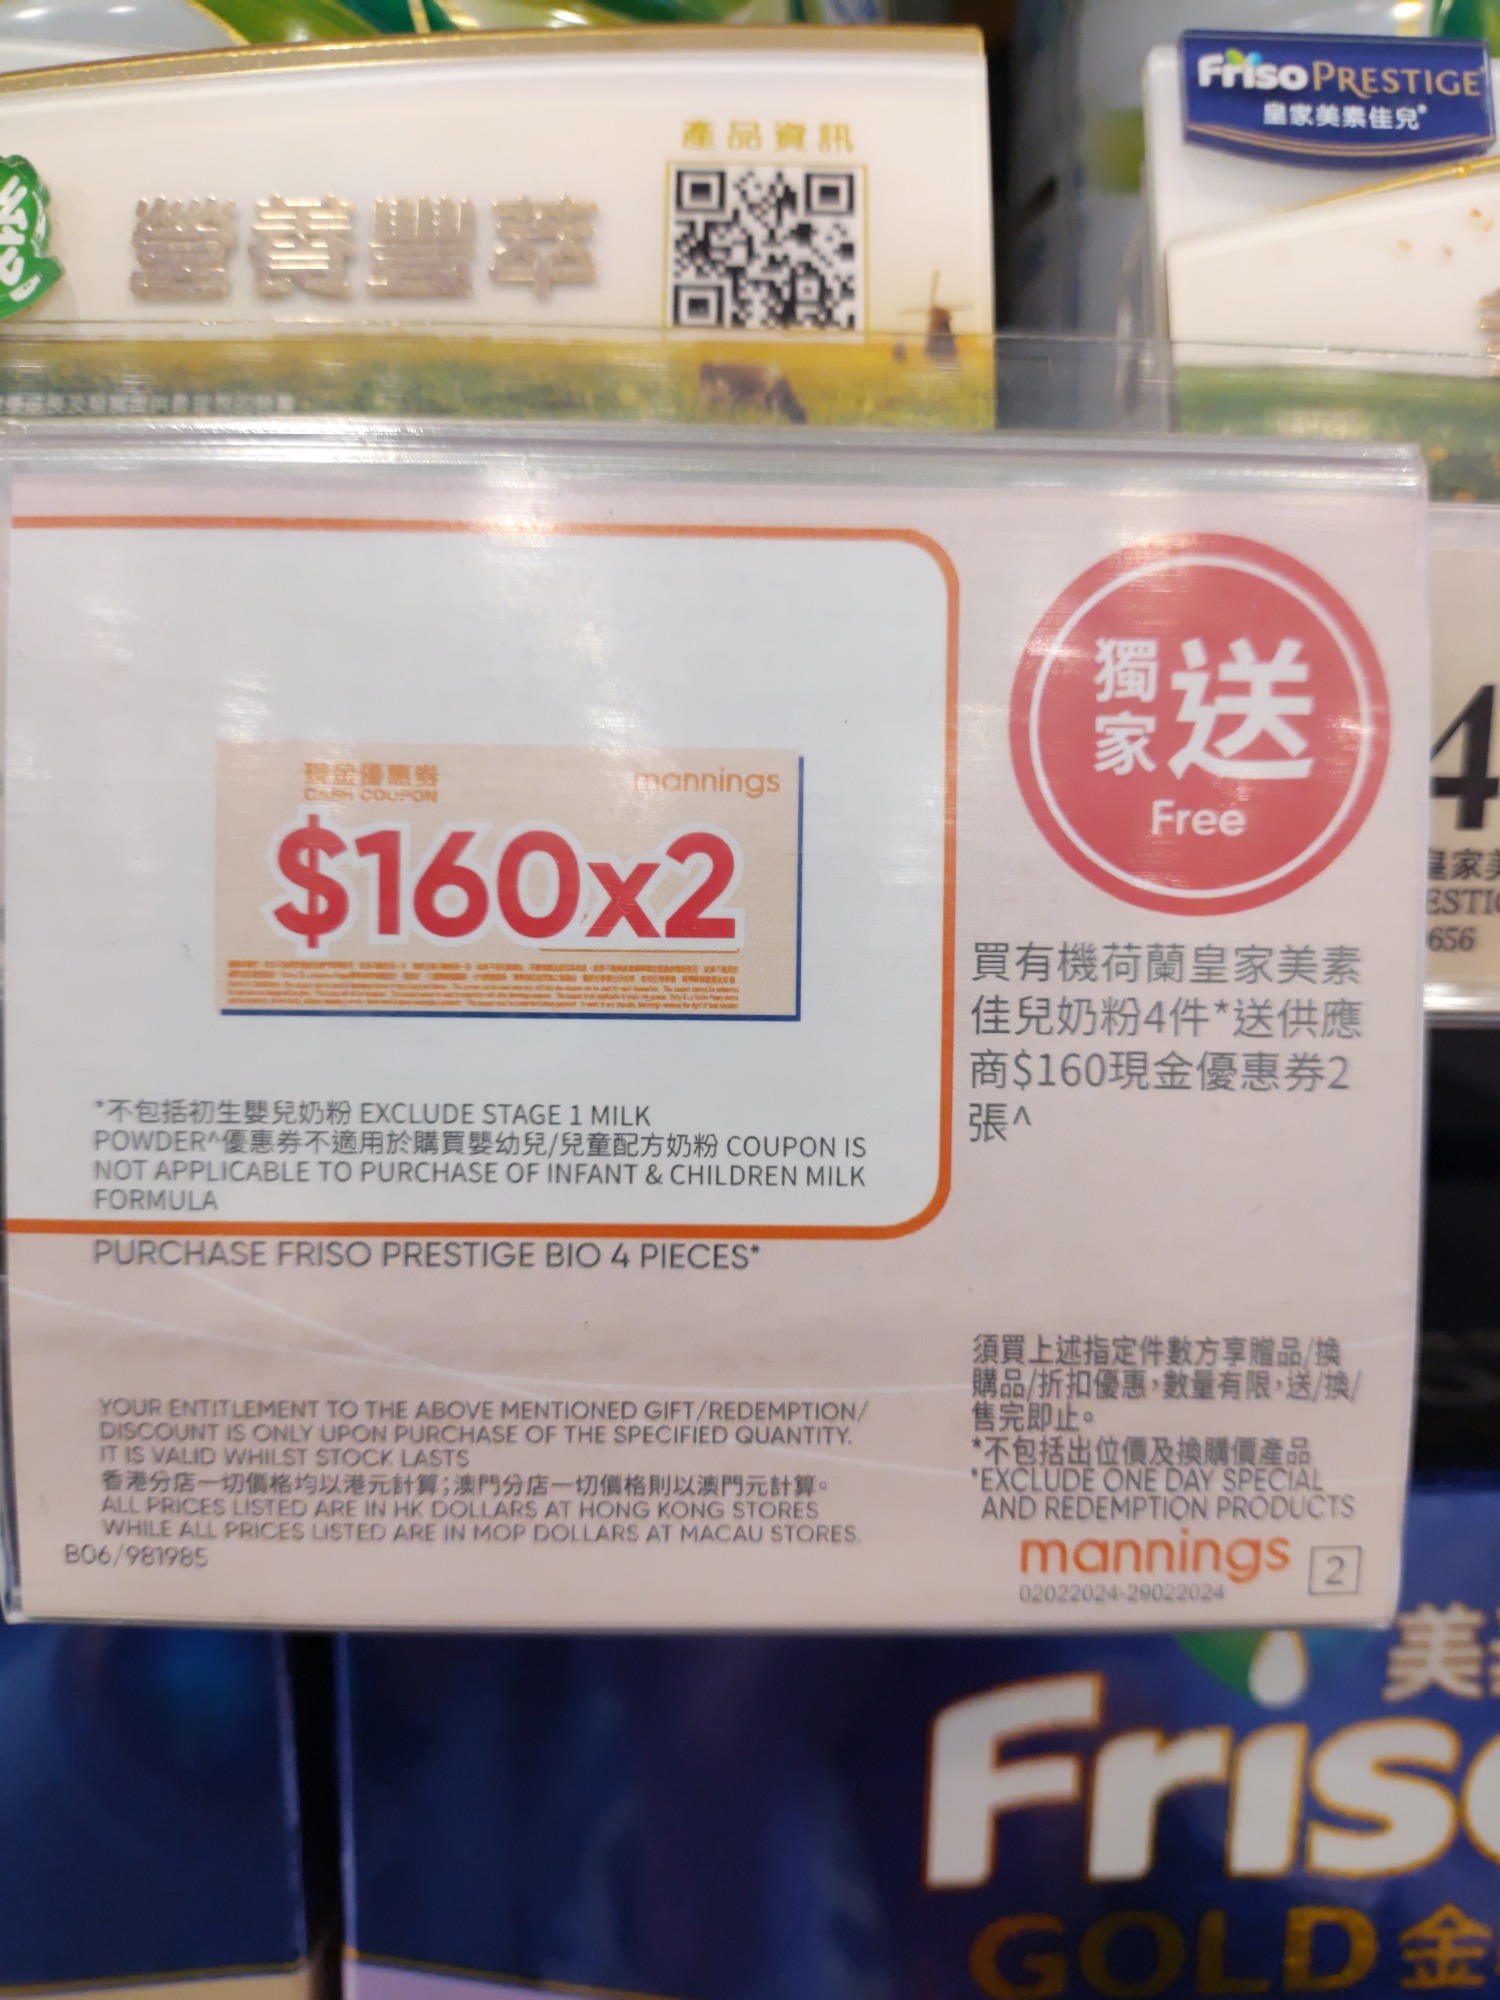 產品資訊
營養豐萃
Friso PRESTIGE
皇家美素佳兒
獨家
送
Free
現金優惠券
CASH COUPON
mannings
$160x2
買有機荷蘭皇家美素
佳兒奶粉4件*送供應
商$160現金優惠券2
張^
*不包括初生嬰兒奶粉 EXCLUDE STAGE 1 MILK
POWDER^優惠券不適用於購買嬰幼兒/兒童配方奶粉 COUPON IS
NOT APPLICABLE TO PURCHASE OF INFANT & CHILDREN MILK
FORMULA
PURCHASE FRISO PRESTIGE BIO 4 PIECES*
YOUR ENTITLEMENT TO THE ABOVE MENTIONED GIFT/REDEMPTION/
DISCOUNT IS ONLY UPON PURCHASE OF THE SPECIFIED QUANTITY.
IT IS VALID WHILST STOCK LASTS
香港分店一切價格均以港元計算;澳門分店一切價格則以澳門元計算。
ALL PRICES LISTED ARE IN HK DOLLARS AT HONG KONG STORES
WHILE ALL PRICES LISTED ARE IN MOP DOLLARS AT MACAU STORES.
B06/981985
須買上述指定件數方享贈品/換
購品/折扣優惠,數量有限,送/換/
售完即止。
*不包括出位價及換購價產品
*EXCLUDE ONE DAY SPECIAL
AND REDEMPTION PRODUCTS
mannings 2
02022024-29022024
4
皇家美
ESTIG
656
美
Friso
GOLD 金